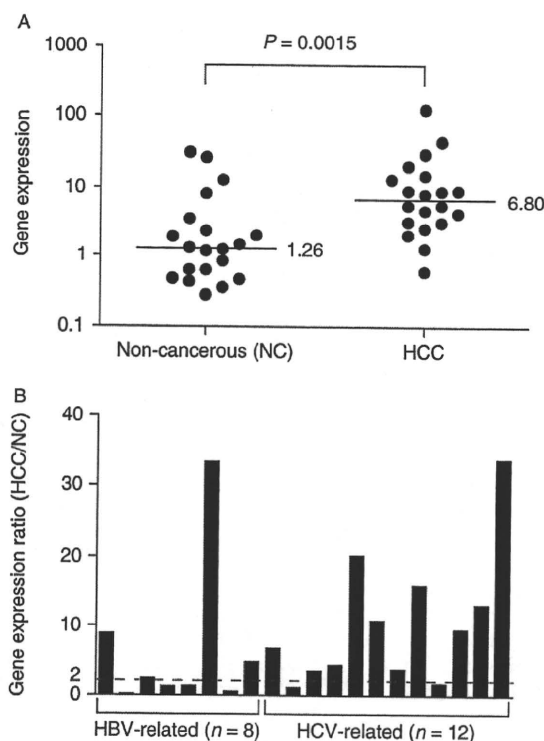 A
P = 0.0015
1000
100
10
1
0.1
Gene expression
1.26
6.80
Non-cancerous (NC)
HCC
B
40
30
20
10
2
0
Gene expression ratio (HCC/NC)
HBV-related (n = 8)
HCV-related (n = 12)